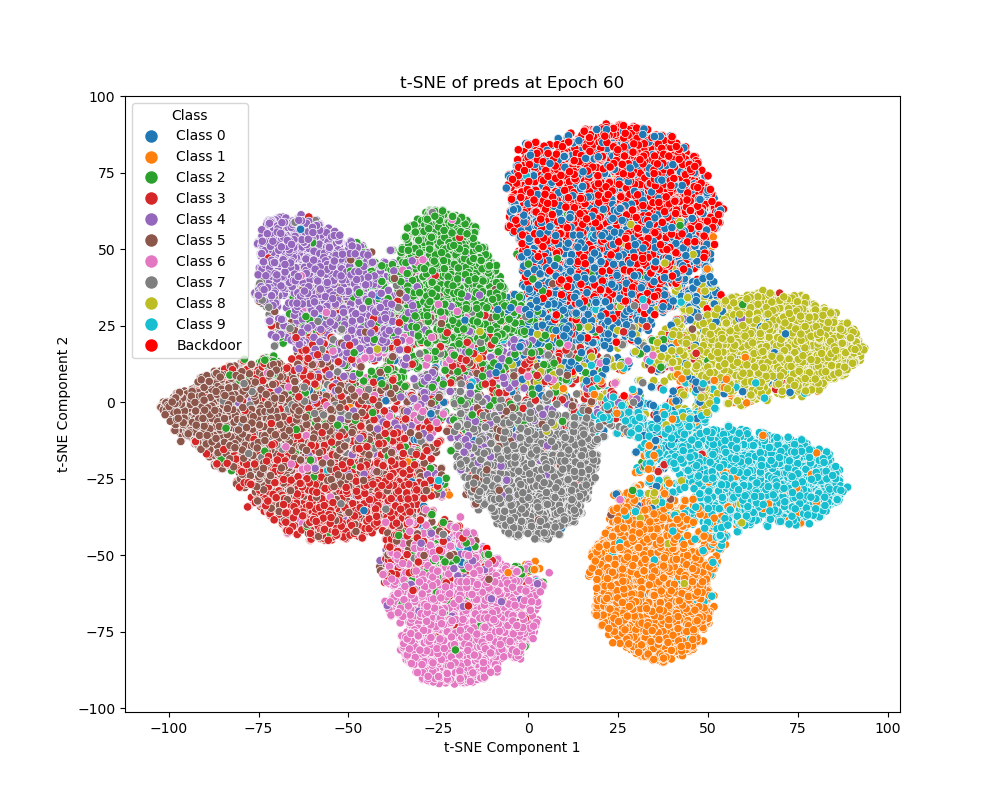 t-SNE of preds at Epoch 60
Class
Class 0
Class 1
Class 2
Class 3
Class 4
Class 5
Class 6
Class 7
Class 8
Class 9
Backdoor
100
75
50
25
0
−25
−50
−75
−100
t-SNE Component 2
−100 −75 −50 −25 0 25 50 75 100
t-SNE Component 1